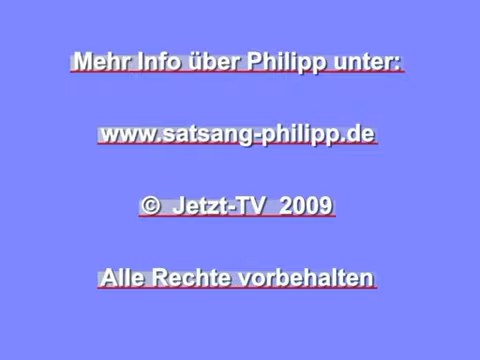 Mehr Info über Philipp unter:
www.satsang-philipp.de
© Jetzt-TV 2009
Alle Rechte vorbehalten